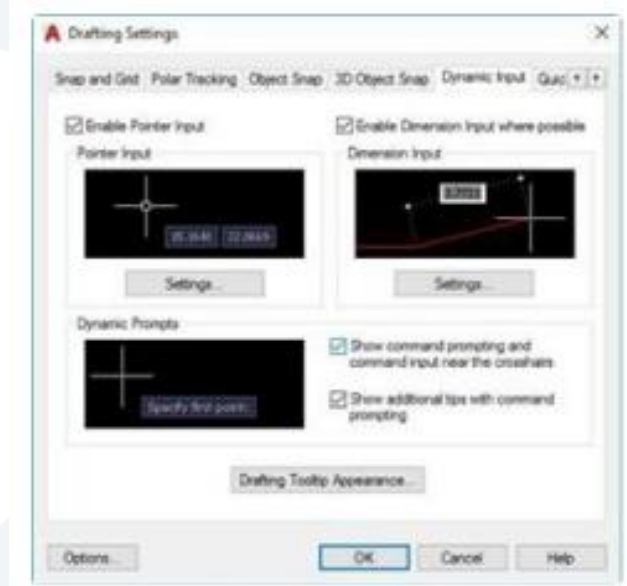 Drafting Settings
Snap and Grid Polar Tracking Object Snap 3D Object Snap Dynamic Input Quic
Enable Pointer Input
Enable Dimension Input where possible
Pointer Input
Dimension Input
Settings...
Settings...
Dynamic Prompts
Specify first point:
Show command prompting and
command input near the crosshairs
Show additional tips with command
prompting
Drafting Tooltip Appearance...
Options...
OK
Cancel
Help